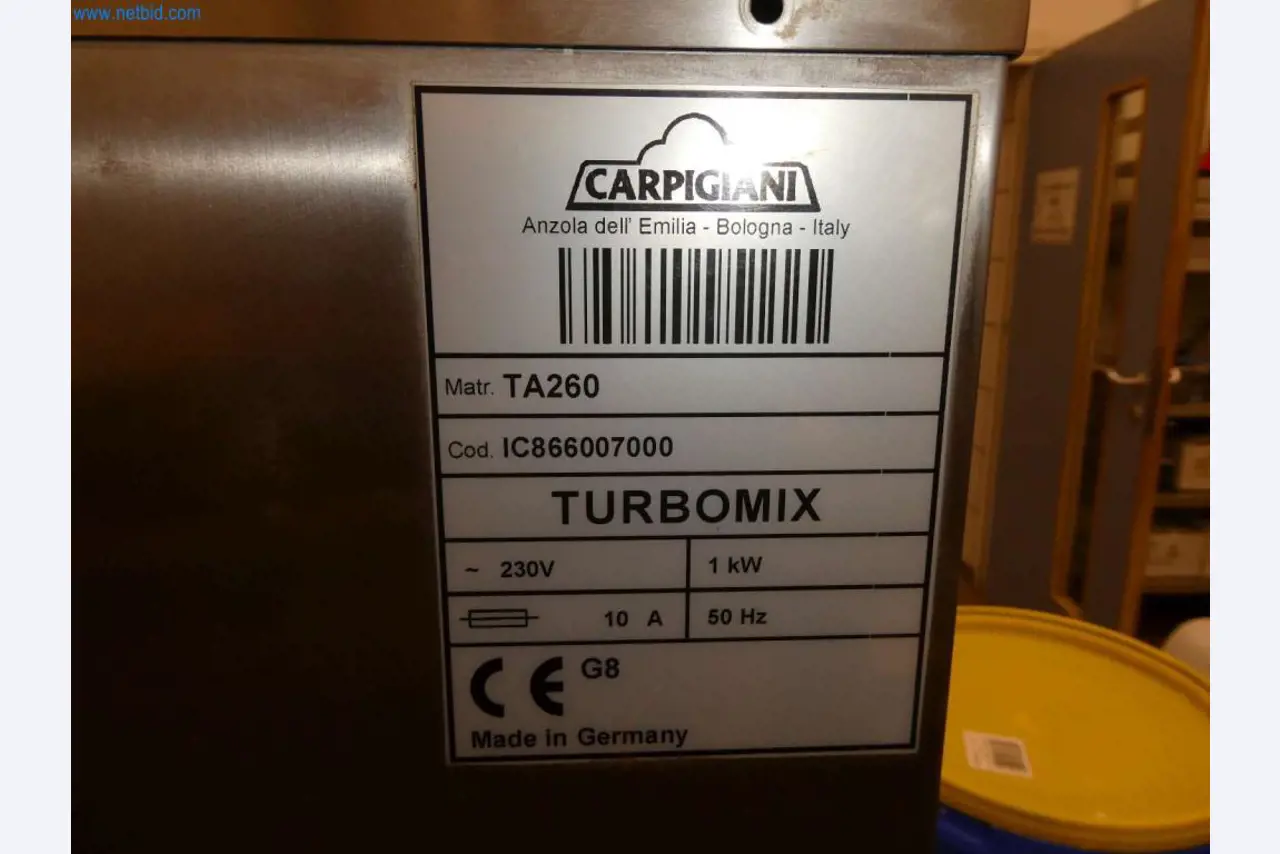 www.netbid.com
CARPIGIANI
Anzola dell' Emilia - Bologna - Italy
Matr. TA260
Cod. IC866007000
TURBOMIX
~ 230V 1 kW
10 A 50 Hz
CE G8
Made in Germany